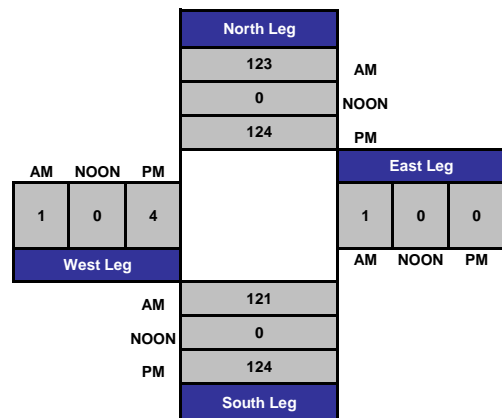 North Leg
123
AM
0
NOON
124
PM
AM NOON PM
East Leg
1 0 4
1 0 0
West Leg
AM NOON PM
AM
121
NOON
0
PM
124
South Leg